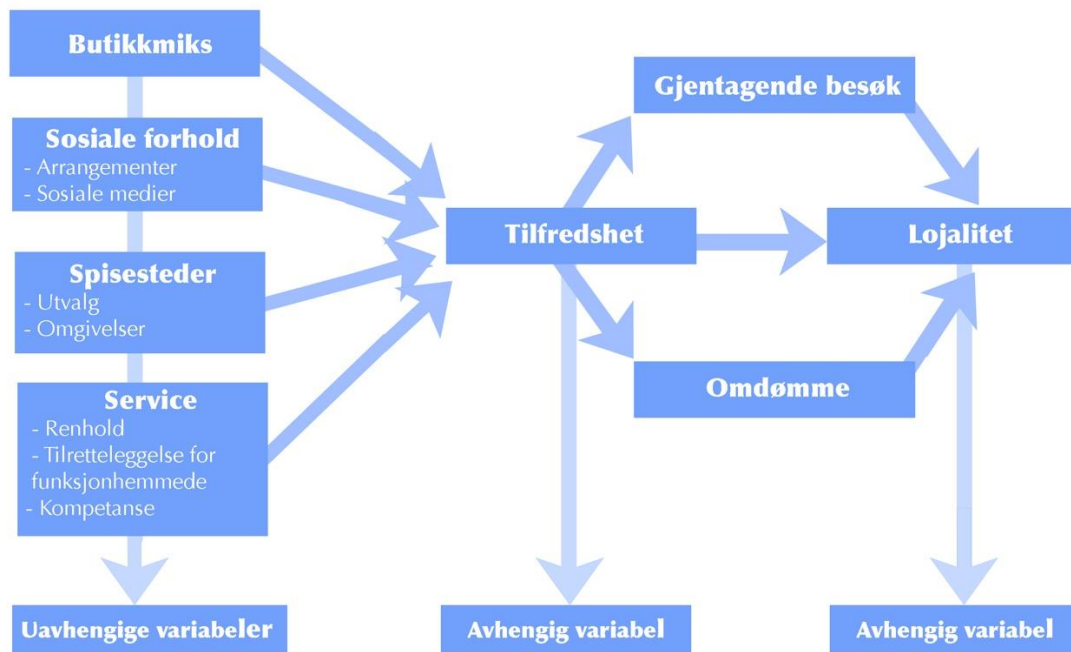 Butikkmiks
Sosiale forhold
- Arrangementer
- Sosiale medier
Spisesteder
- Utvalg
- Omgivelser
Service
- Renhold
- Tilretteleggelse for
funksjonhemmede
- Kompetanse
Uavhengige variabeler
Tilfredshet
Avhengig variabel
Gjentagende besøk
Omdømme
Lojalitet
Avhengig variabel